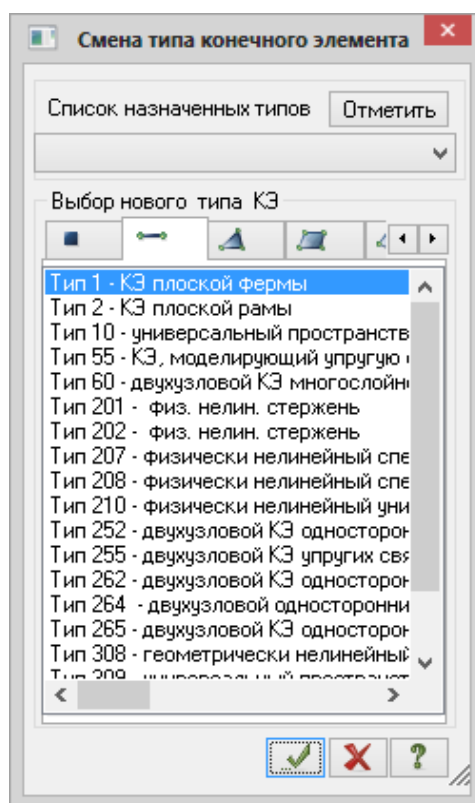 Смена типа конечного элемента
Список назначенных типов Отметить
Выбор нового типа КЭ
Тип 1 - КЭ плоской фермы
Тип 2 - КЭ плоской рамы
Тип 10 - универсальный пространств
Тип 55 - КЭ, моделирующий упругую
Тип 60 - двухузловой КЭ многослойн
Тип 201 - физ. нелин. стержень
Тип 202 - физ. нелин. стержень
Тип 207 - физически нелинейный спе
Тип 208 - физически нелинейный спе
Тип 210 - физически нелинейный уни
Тип 252 - двухузловой КЭ односторон
Тип 255 - двухузловой КЭ упругих свя
Тип 262 - двухузловой КЭ односторон
Тип 264 - двухузловой односторонни
Тип 265 - двухузловой КЭ односторон
Тип 308 - геометрически нелинейный
Тип 309 - универсальный пространст